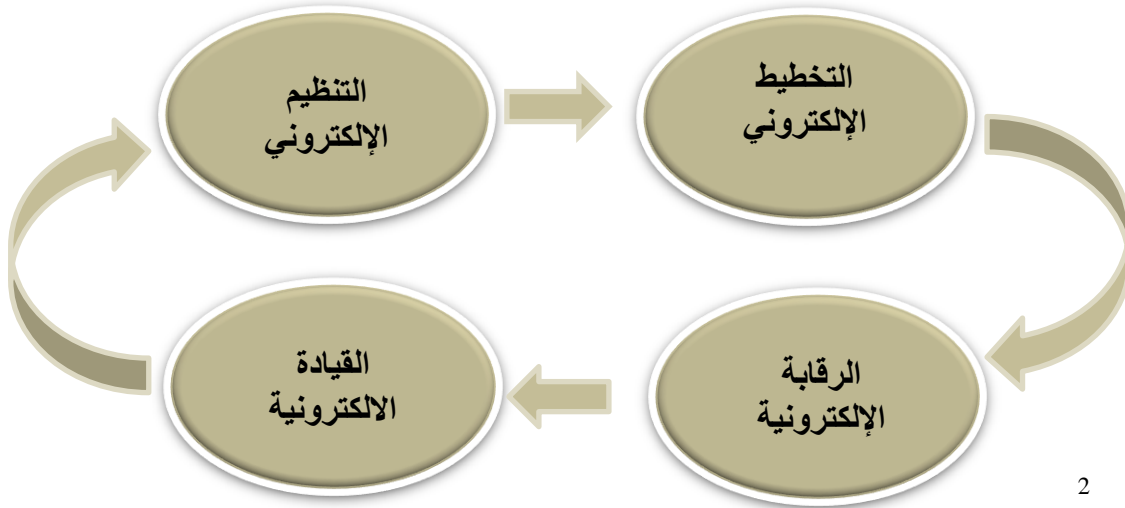 التخطيط
الإلكتروني
التنظيم
الإلكتروني
الرقابة
الإلكترونية
القيادة
الالكترونية
2